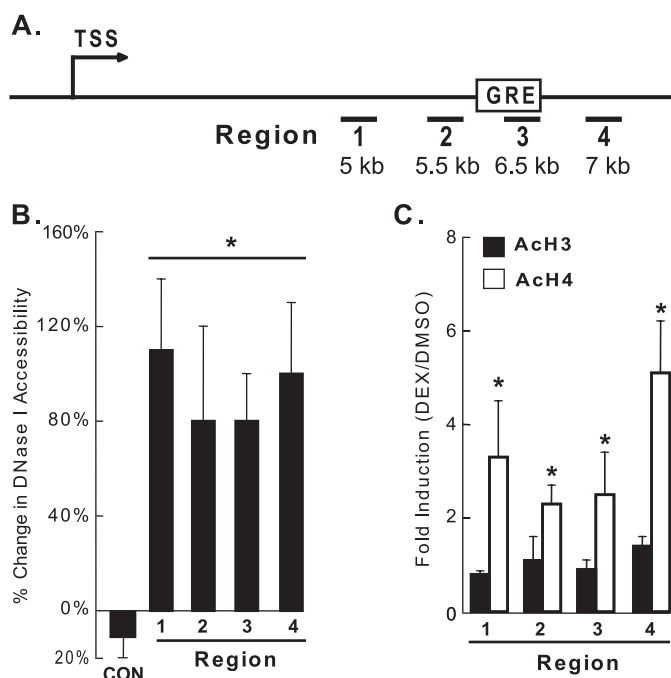 A.
TSS
GRE
Region 1 2 3 4
5 kb 5.5 kb 6.5 kb 7 kb
B.
% Change in DNase I Accessibility
160%
120%
80%
40%
0%
20%
CON
1 2 3 4
Region
*
C.
Fold Induction (DEX/DMSO)
8
6
4
2
0
AcH3
AcH4
* * * *
1 2 3 4
Region